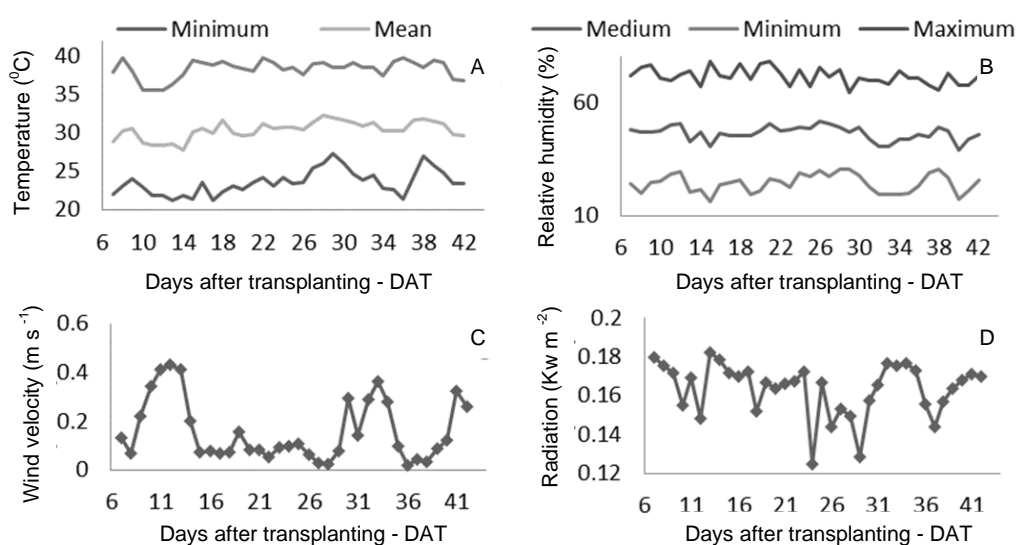 Minimum Mean
Temperature (⁰C)
A
40
35
30
25
20
6 10 14 18 22 26 30 34 38 42
Days after transplanting - DAT
Medium Minimum Maximum
Relative humidity (%)
B
60
10
6 10 14 18 22 26 30 34 38 42
Days after transplanting - DAT
Wind velocity (m s ⁻¹)
C
0.6
0.4
0.2
0
6 11 16 21 26 31 36 41
Days after transplanting - DAT
Radiation (Kw m ⁻²)
D
0.2
0.18
0.16
0.14
0.12
6 11 16 21 26 31 36 41
Days after transplanting - DAT